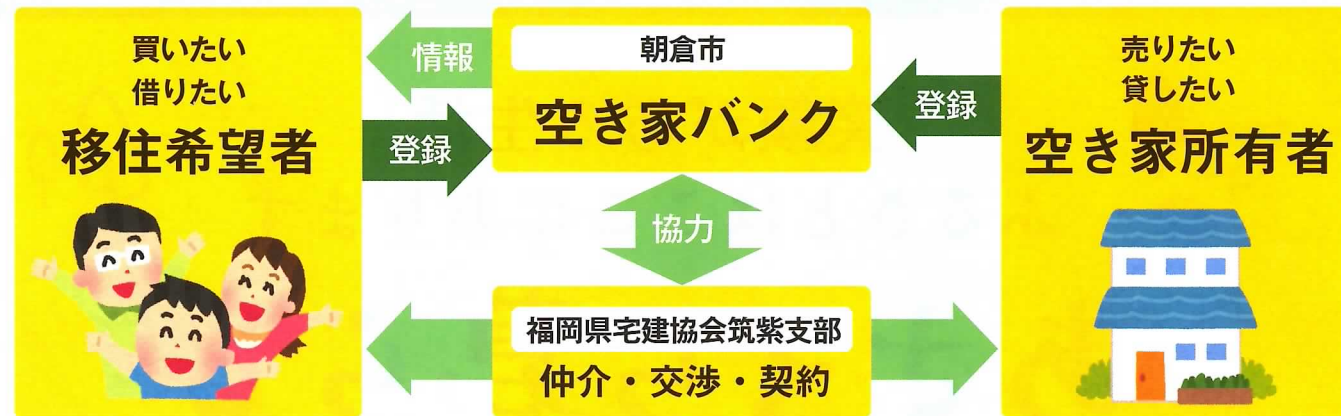 買いたい
借りたい
移住希望者
情報
登録
朝倉市
空き家バンク
協力
福岡県宅建協会筑紫支部
仲介・交渉・契約
登録
売りたい
貸したい
空き家所有者